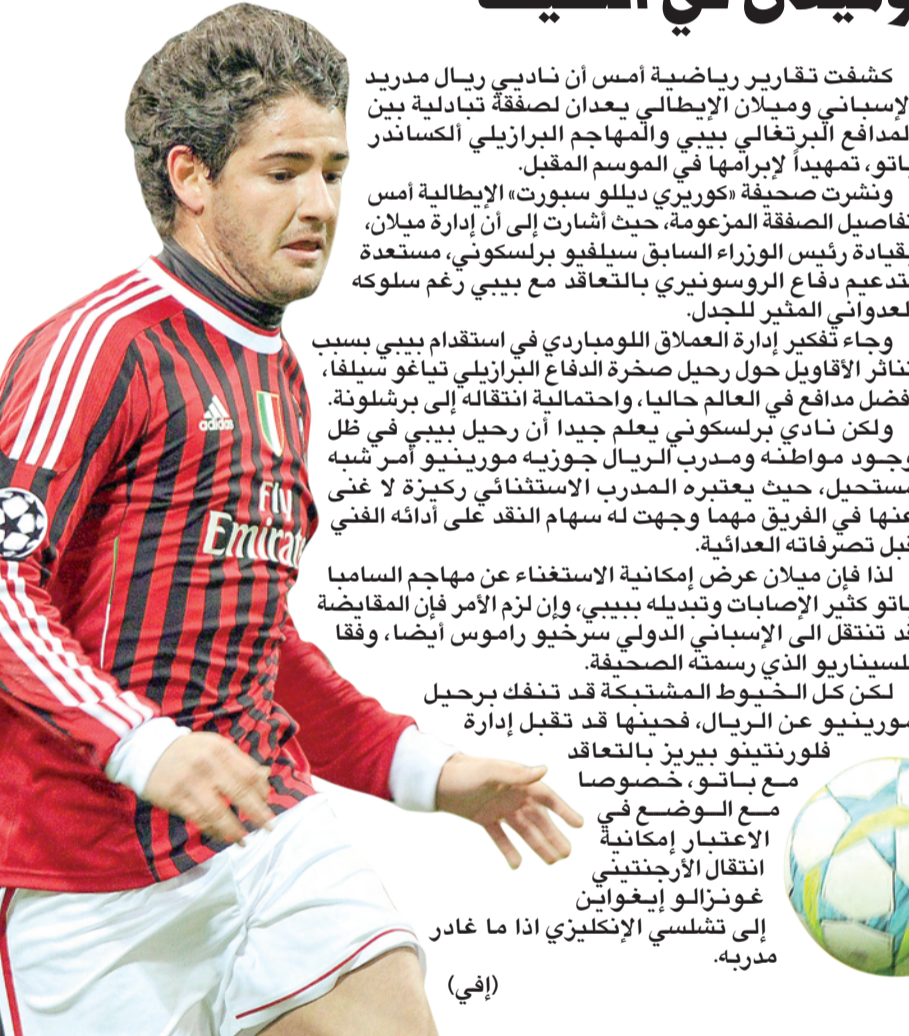 كشفت تقارير رياضية أمس أن ناديي ريال مدريد
لإسباني وميلان الإيطالي يعدان لصفقة تبادلية بين
لمدافع البرتغالي بيبي والمهاجم البرازيلي ألكساندر
باتو، تمهيداً لإبرامها في الموسم المقبل.
ونشرت صحيفة «كوريري ديللو سبورت» الإيطالية أمس
تفاصيل الصفقة المزعومة، حيث أشارت إلى أن إدارة ميلان،
بقيادة رئيس الوزراء السابق سيلفيو برلسكوني، مستعدة
لتدعيم دفاع الروسونيري بالتعاقد مع بيبي رغم سلوكه
لعدواني المثير للجدل.
وجاء تفكير إدارة العملاق اللومباردي في استقدام بيبي بسبب
تناثر الأقاويل حول رحيل صخرة الدفاع البرازيلي تياغو سيلفا،
فضل مدافع في العالم حاليا، واحتمالية انتقاله إلى برشلونة.
ولكن نادي برلسكوني يعلم جيدا أن رحيل بيبي في ظل
وجود مواطنه ومدرب الريال جوزيه مورينيو أمر شبه
مستحيل، حيث يعتبره المدرب الاستثنائي ركيزة لا غنى
عنها في الفريق مهما وجهت له سهام النقد على أدائه الفني
قبل تصرفاته العدائية.
لذا فإن ميلان عرض إمكانية الاستغناء عن مهاجم السامبا
باتو كثير الإصابات وتبديله ببيبي، وإن لزم الأمر فإن المقايضة
قد تنتقل الى الإسباني الدولي سرخيو راموس أيضا، وفقا
للسيناريو الذي رسمته الصحيفة.
لكن كل الخيوط المشتبكة قد تنفك برحيل
مورينيو عن الريال، فحينها قد تقبل إدارة
فلورنتينو بيريز بالتعاقد
مع باتو، خصوصا
مع الوضع في
الاعتبار إمكانية
انتقال الأرجنتيني
غونزالو إيغواين
إلى تشلسي الإنكليزي اذا ما غادر
مدربه.
(إفي)
adidas
Fly
Emirat